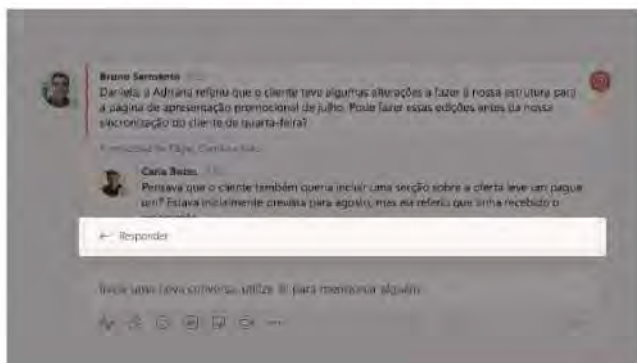 Bruno Sarmento
Daniela, a Adriana referiu que o cliente teve algumas alterações a fazer à nossa estrutura para
a página de apresentação promocional de julho. Pode fazer essas edições antes da nossa
sincronização do cliente de quarta-feira?
Carla
Pensava que o cliente também queria incluir uma secção sobre a oferta leve um pague
um? Estava inicialmente prevista para agosto, mas ela referiu que tinha recebido o
Responder
Inicie uma nova conversa, utilize @ para mencionar alguém